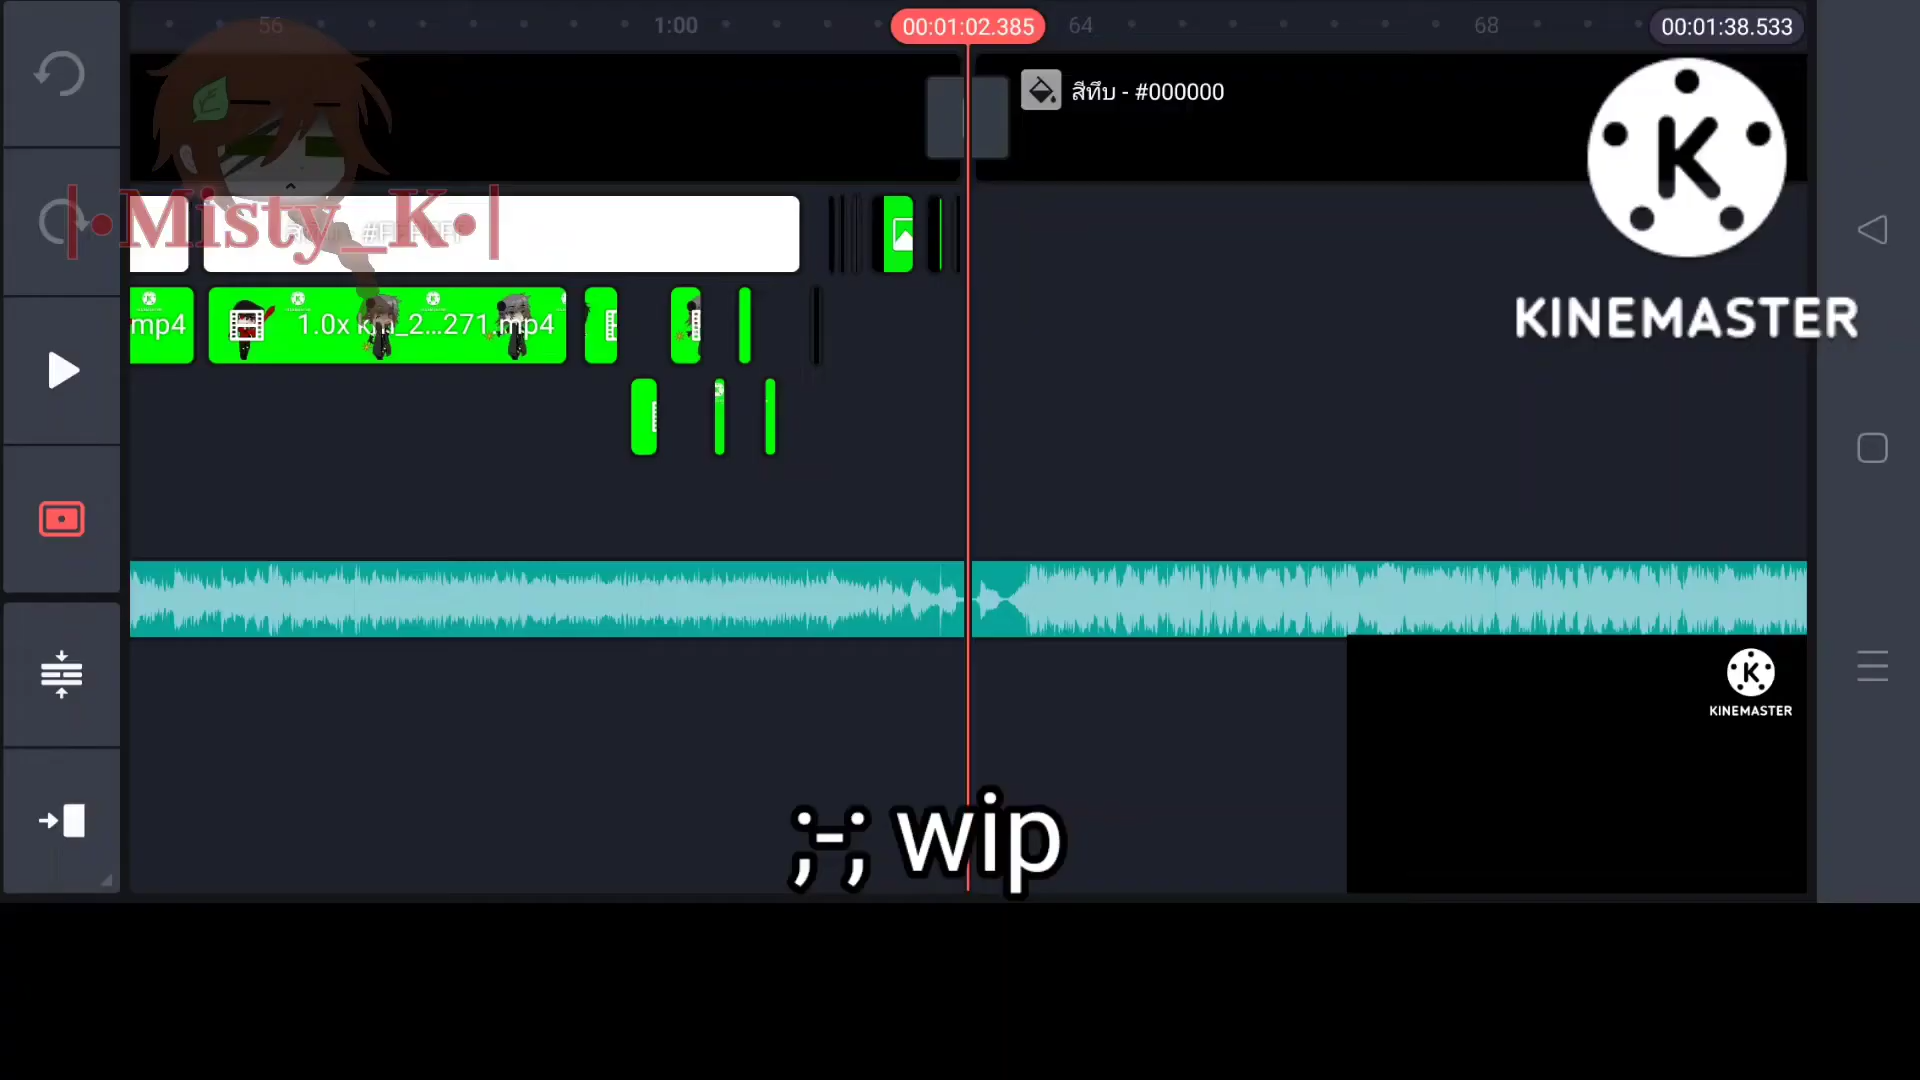 56
1:00
00:01:02.385
64
68
00:01:38.533
สีทึบ - #000000
K
KINEMASTER
|•Misty_K•|
mp4
1.0x km_2...271.mp4
K
KINEMASTER
;-; wip